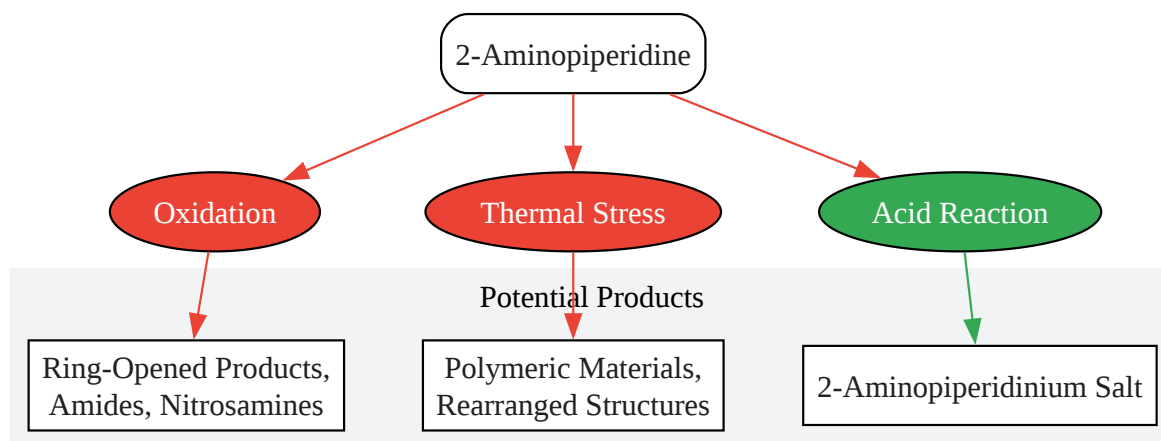 2-Aminopiperidine
Oxidation
Thermal Stress
Acid Reaction
Potential Products
Ring-Opened Products,
Amides, Nitrosamines
Polymeric Materials,
Rearranged Structures
2-Aminopiperidinium Salt